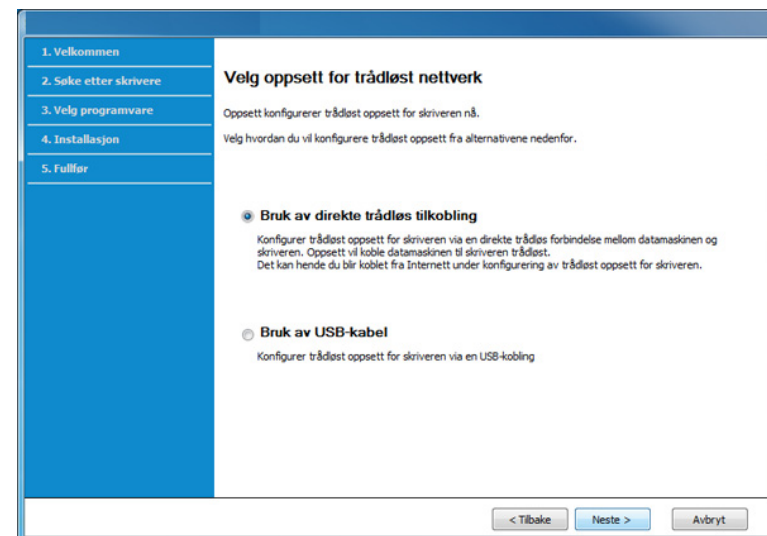 1. Velkommen
2. Søke etter skrivere
3. Velg programvare
4. Installasjon
5. Fullfør
Velg oppsett for trådløst nettverk
Oppsett konfigurerer trådløst oppsett for skriveren nå.
Velg hvordan du vil konfigurere trådløst oppsett fra alternativene nedenfor.
Bruk av direkte trådløs tilkobling
Konfigurer trådløst oppsett for skriveren via en direkte trådløs forbindelse mellom datamaskinen og
skriveren. Oppsett vil koble datamaskinen til skriveren trådløst.
Det kan hende du blir koblet fra Internett under konfigurering av trådløst oppsett for skriveren.
Bruk av USB-kabel
Konfigurer trådløst oppsett for skriveren via en USB-kobling
< Tilbake
Neste >
Avbryt